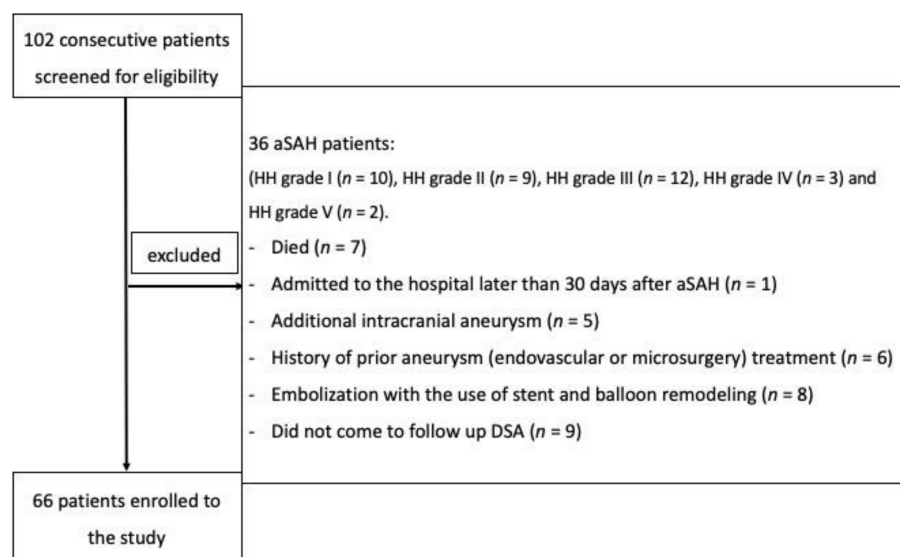 102 consecutive patients
screened for eligibility
36 aSAH patients:
(HH grade I (n = 10), HH grade II (n = 9), HH grade III (n = 12), HH grade IV (n = 3) and
HH grade V (n = 2).
- Died (n = 7)
excluded
- Admitted to the hospital later than 30 days after aSAH (n = 1)
- Additional intracranial aneurysm (n = 5)
- History of prior aneurysm (endovascular or microsurgery) treatment (n = 6)
- Embolization with the use of stent and balloon remodeling (n = 8)
- Did not come to follow up DSA (n = 9)
66 patients enrolled to
the study